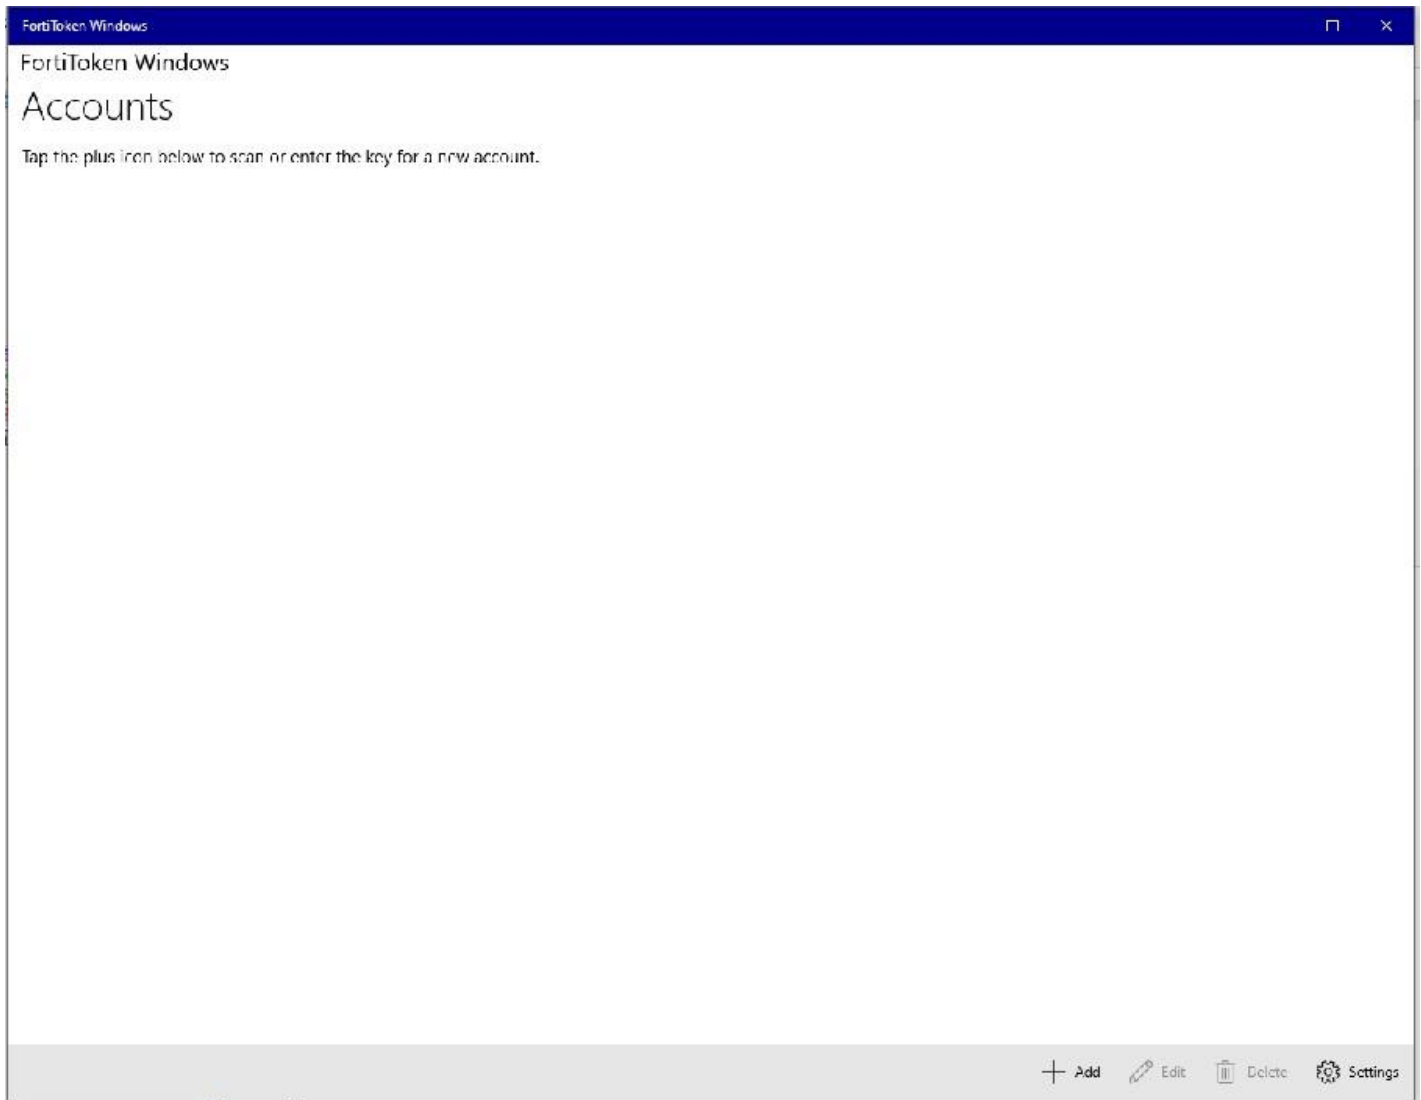 FortiToken Windows
FortiToken Windows
Accounts
Tap the plus icon below to scan or enter the key for a new account.
Add Edit Delete Settings